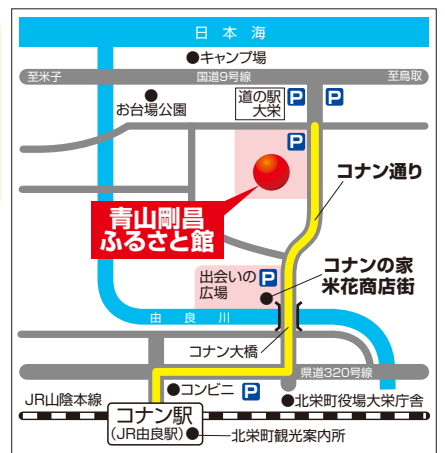 日本海
キャンプ場
至米子
国道9号線
至鳥取
お台場公園
道の駅
大栄
P
P
P
コナン通り
青山剛昌
ふるさと館
出会いの
広場
P
コナンの家
米花商店街
由良川
コナン大橋
県道320号線
コンビニ
P
JR山陰本線
北栄町役場大栄庁舎
コナン駅
(JR由良駅)
北栄町観光案内所